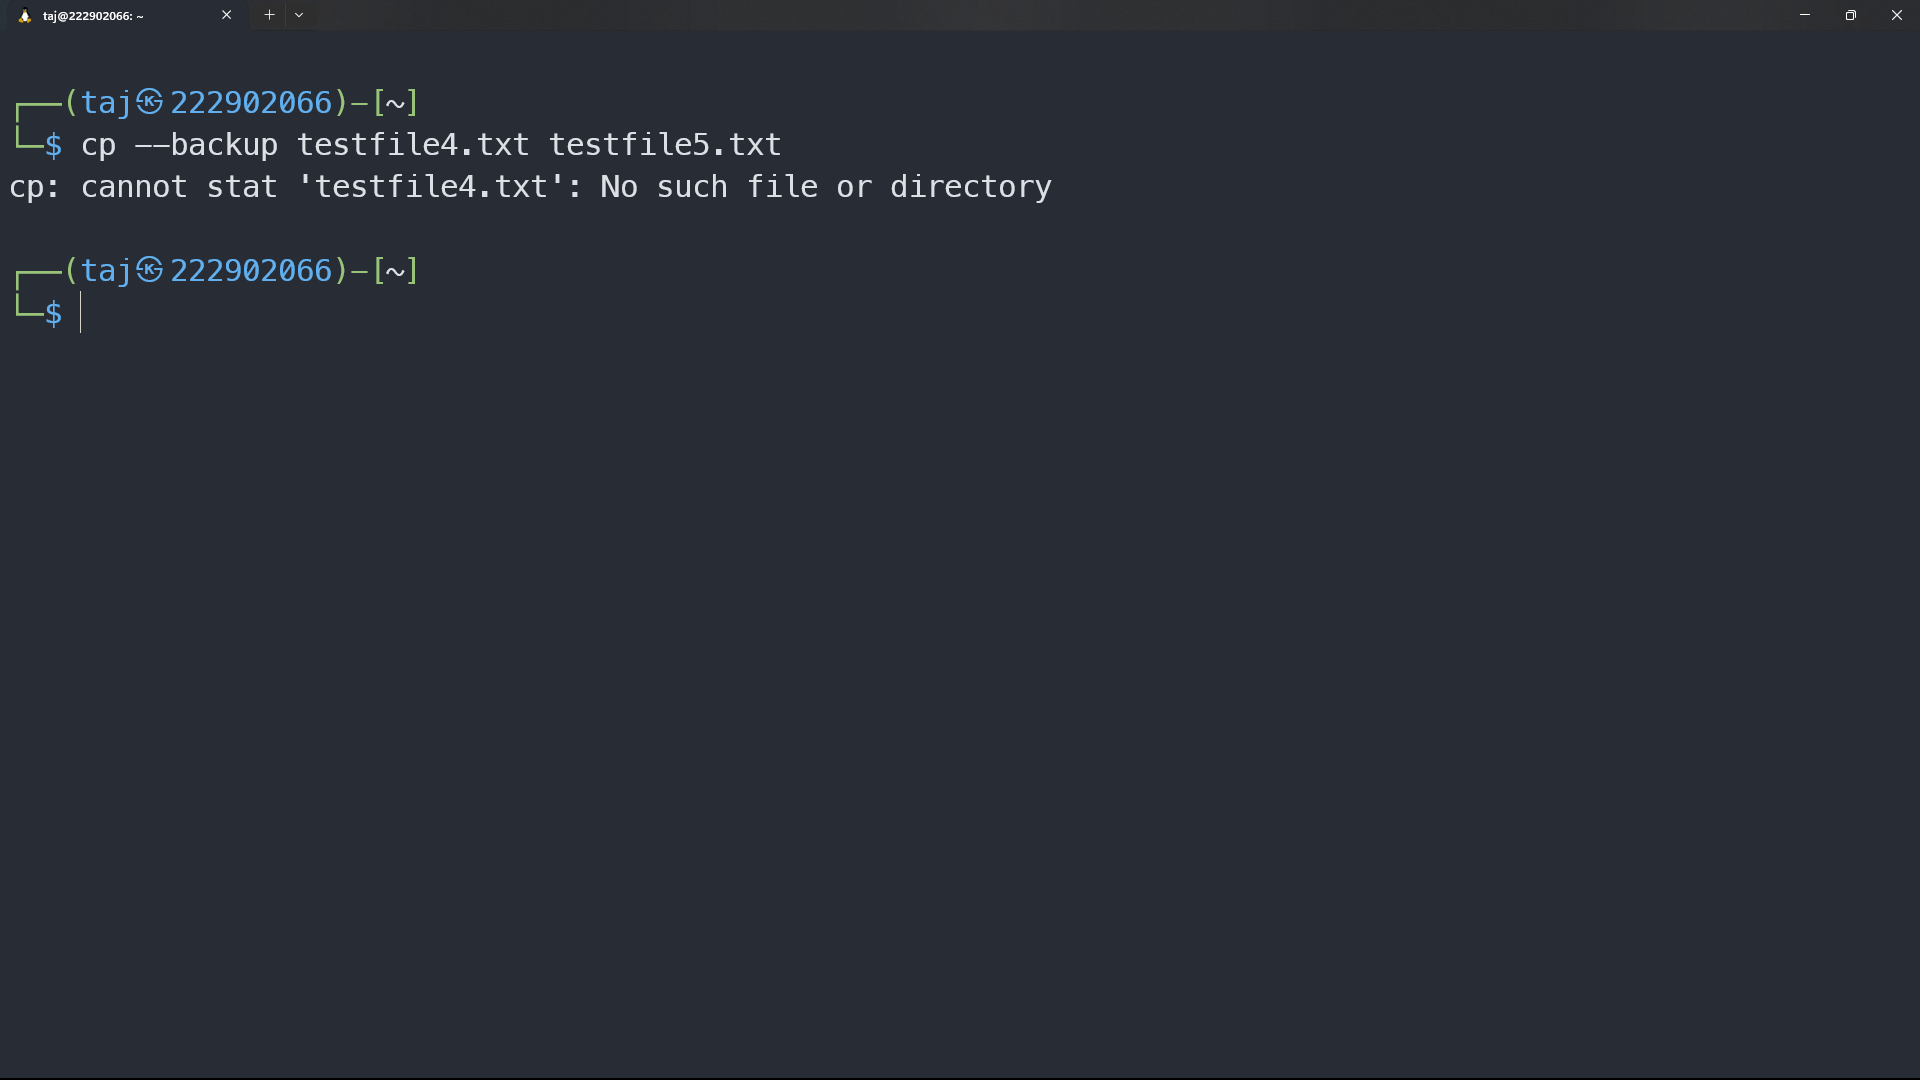 taj@222902066: ~
┌──(taj㉿222902066)-[~]
└─$ cp --backup testfile4.txt testfile5.txt
cp: cannot stat 'testfile4.txt': No such file or directory
┌──(taj㉿222902066)-[~]
└─$